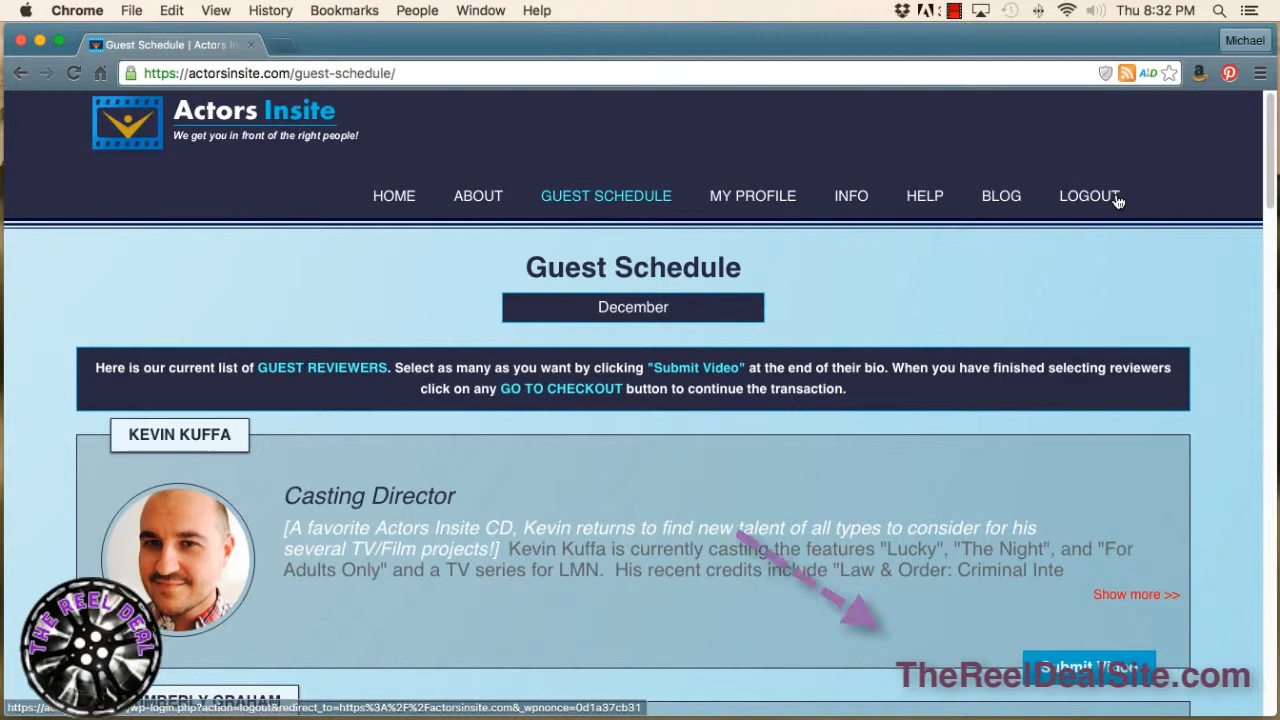 Chrome File Edit View History Bookmarks People Window Help Thu 8:32 PM
Guest Schedule | Actors In Michael
https://actorsinsite.com/guest-schedule/
Actors Insite
We get you in front of the right people!
HOME ABOUT GUEST SCHEDULE MY PROFILE INFO HELP BLOG LOGOUT
Guest Schedule
December
Here is our current list of GUEST REVIEWERS. Select as many as you want by clicking "Submit Video" at the end of their bio. When you have finished selecting reviewers
click on any GO TO CHECKOUT button to continue the transaction.
KEVIN KUFFA
Casting Director
[A favorite Actors Insite CD, Kevin returns to find new talent of all types to consider for his
several TV/Film projects!] Kevin Kuffa is currently casting the features "Lucky", "The Night", and "For
Adults Only" and a TV series for LMN. His recent credits include "Law & Order: Criminal Inte
Show more >>
Submit Video
THE REEL DEAL
TheReelDealSite.com
KIMBERLY GRAHAM
/wp-login.php?action=logout&redirect_to=https%3A%2F%2Factorsinsite.com&_wpnonce=0d1a37cb31